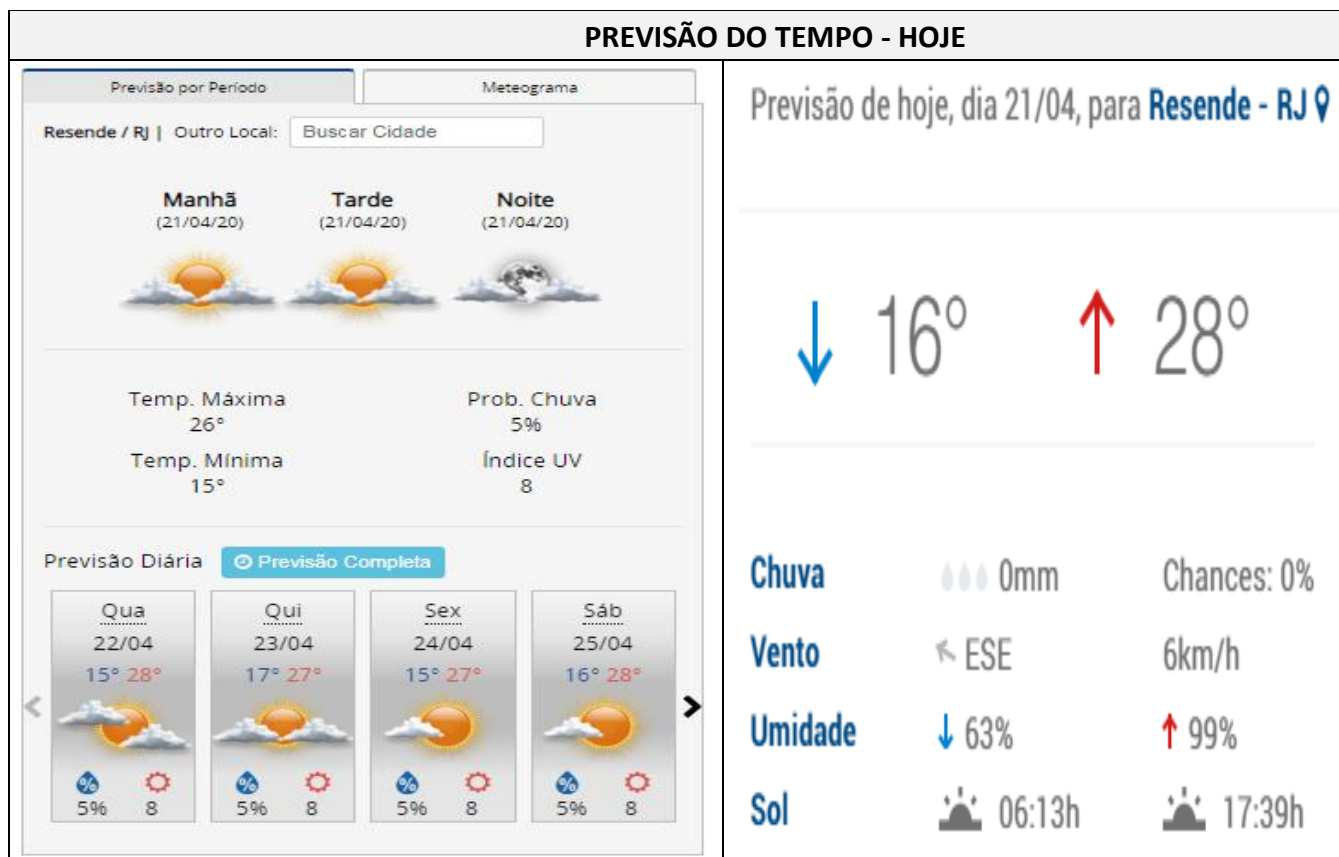 PREVISÃO DO TEMPO - HOJE
Previsão por Período
Meteograma
Resende / RJ | Outro Local: Buscar Cidade
Manhã Tarde Noite
(21/04/20) (21/04/20) (21/04/20)
Temp. Máxima Prob. Chuva
26° 5%
Temp. Mínima Índice UV
15° 8
Previsão Diária Previsão Completa
Qua Qui Sex Sáb
22/04 23/04 24/04 25/04
15° 28° 17° 27° 15° 27° 16° 28°
% % % %
5% 8 5% 8 5% 8 5% 8
Previsão de hoje, dia 21/04, para Resende - RJ
16° 28°
Chuva 0mm Chances: 0%
Vento ESE 6km/h
Umidade 63% 99%
Sol 06:13h 17:39h